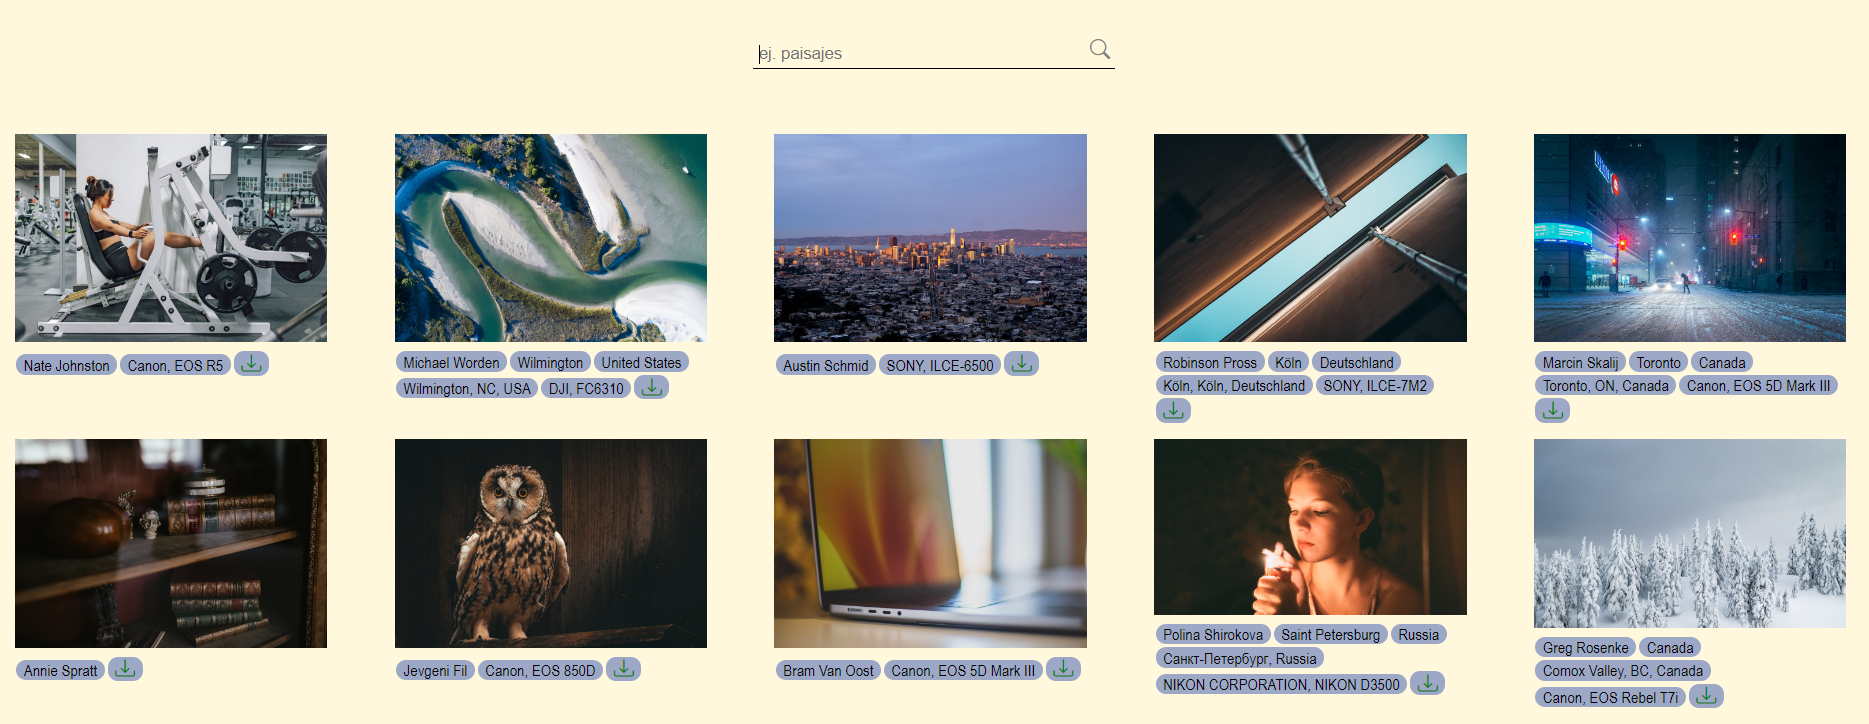 ej. paisajes
Nate Johnston Canon, EOS R5
Michael Worden Wilmington United States
Wilmington, NC, USA DJI, FC6310
Austin Schmid SONY, ILCE-6500
Robinson Pross Köln Deutschland
Köln, Köln, Deutschland SONY, ILCE-7M2
Marcin Skalij Toronto Canada
Toronto, ON, Canada Canon, EOS 5D Mark III
Annie Spratt
Jevgeni Fil Canon, EOS 850D
Bram Van Oost Canon, EOS 5D Mark III
Polina Shirokova Saint Petersburg Russia
Санкт-Петербург, Russia
NIKON CORPORATION, NIKON D3500
Greg Rosenke Canada
Comox Valley, BC, Canada
Canon, EOS Rebel T7i